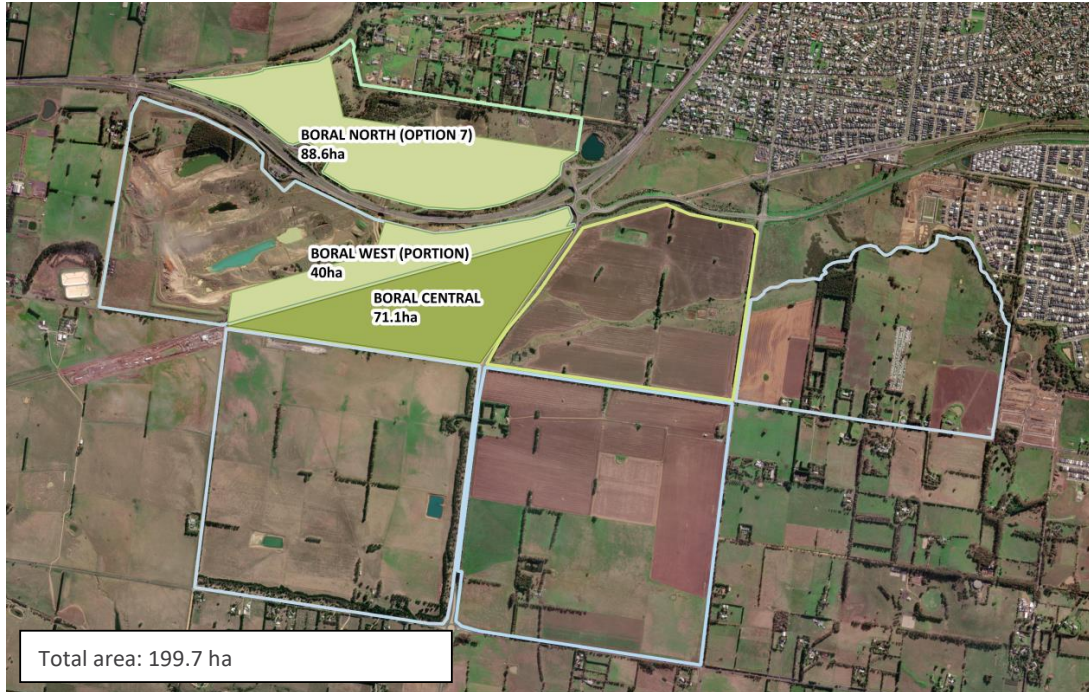 BORAL NORTH (OPTION 7)
88.6ha
BORAL WEST (PORTION)
40ha
BORAL CENTRAL
71.1ha
Total area: 199.7 ha